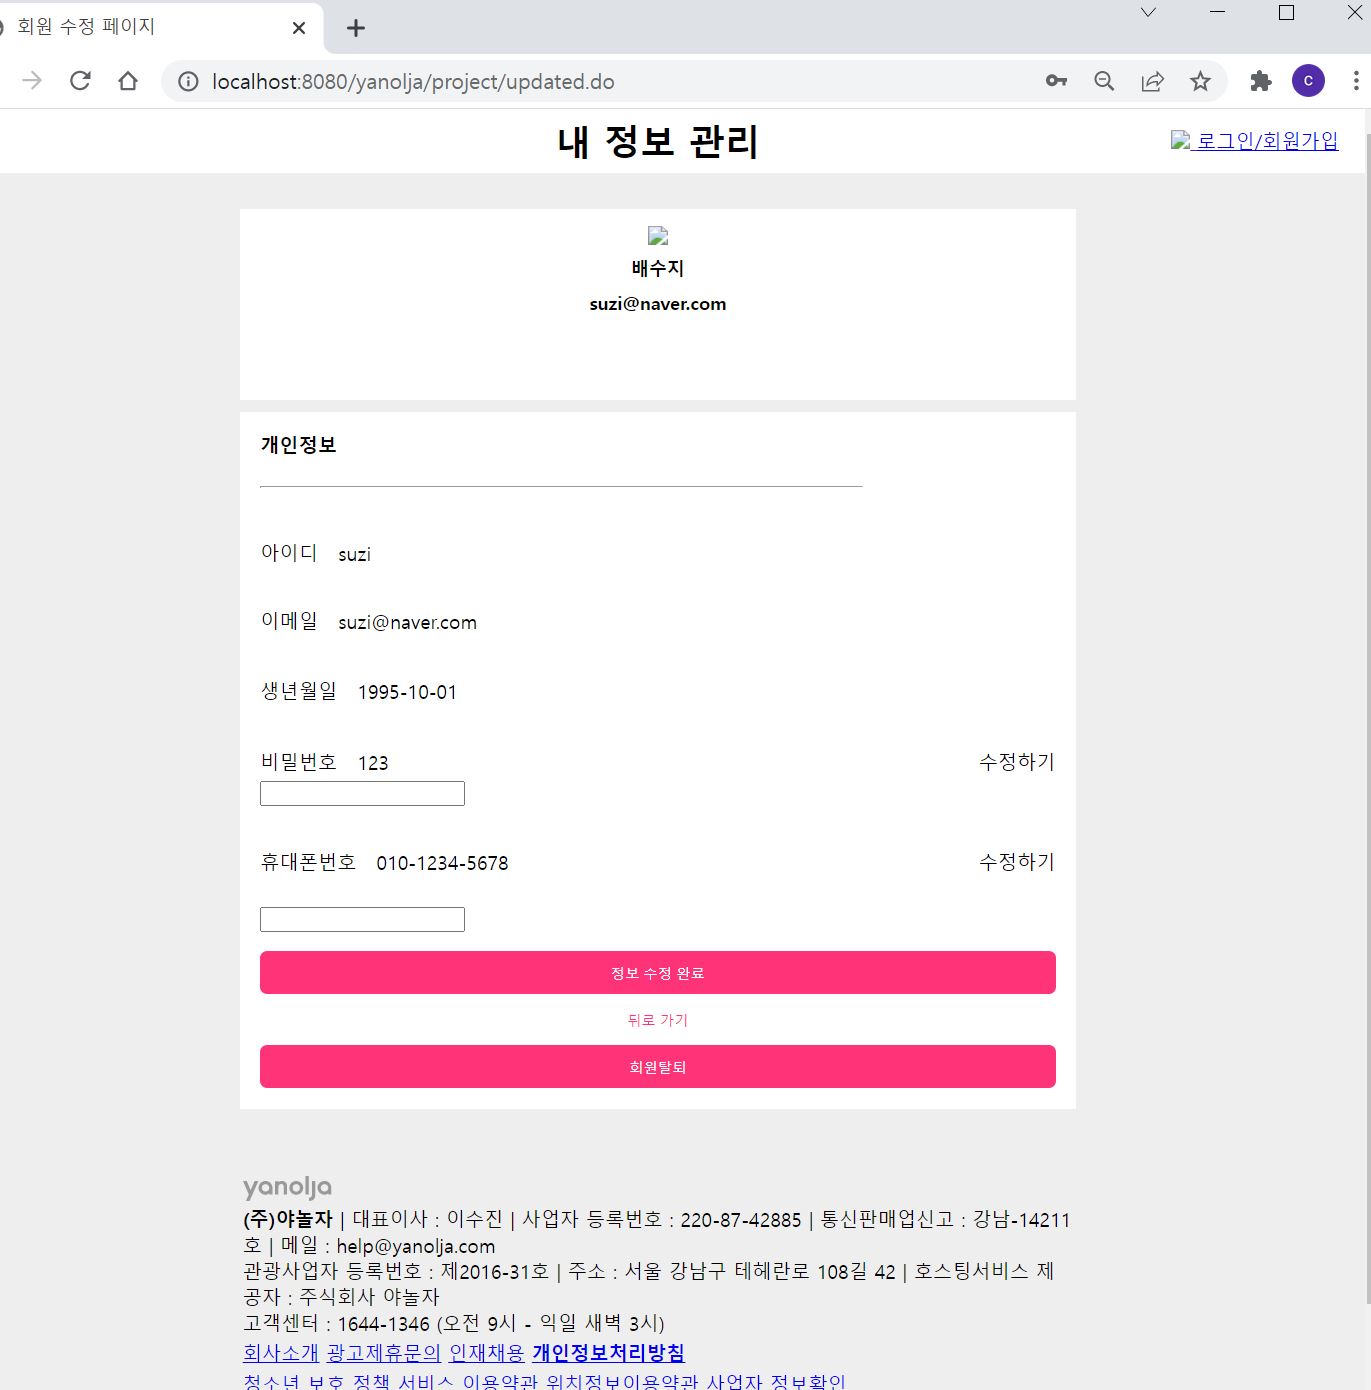 회원 수정 페이지
localhost:8080/yanolja/project/updated.do
C
내 정보 관리
로그인/회원가입
배수지
suzi@naver.com
개인정보
아이디 suzi
이메일 suzi@naver.com
생년월일 1995-10-01
비밀번호 123 수정하기
휴대폰번호 010-1234-5678 수정하기
정보 수정 완료
뒤로 가기
회원탈퇴
yanolja
(주)야놀자 | 대표이사 : 이수진 | 사업자 등록번호 : 220-87-42885 | 통신판매업신고 : 강남-14211
호 | 메일 : help@yanolja.com
관광사업자 등록번호 : 제2016-31호 | 주소 : 서울 강남구 테헤란로 108길 42 | 호스팅서비스 제
공자 : 주식회사 야놀자
고객센터 : 1644-1346 (오전 9시 - 익일 새벽 3시)
회사소개 광고제휴문의 인재채용 개인정보처리방침
청소년 보호 정책 서비스 이용약관 위치정보이용약관 사업자 정보확인